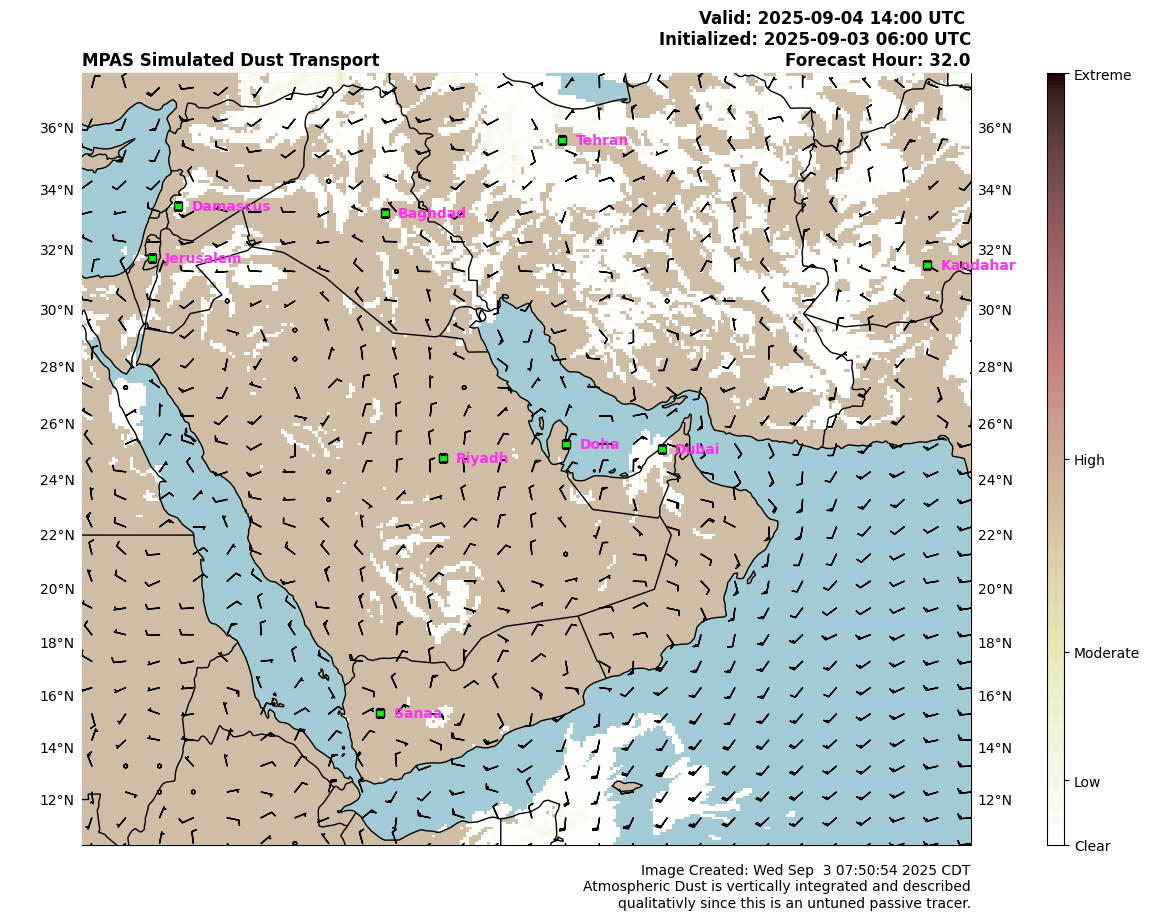 Valid: 2025-09-04 14:00 UTC
Initialized: 2025-09-03 06:00 UTC
MPAS Simulated Dust Transport Forecast Hour: 32.0
Extreme
36°N Tehran 36°N
34°N Damascus Baghdad 34°N
32°N Jerusalem 32°N
Kandahar
30°N 30°N
28°N 28°N
26°N 26°N
Doha Dubai
Riyadh High
24°N 24°N
22°N 22°N
20°N 20°N
18°N 18°N
Moderate
16°N 16°N
Sanaa
14°N 14°N
Low
12°N 12°N
Clear
Image Created: Wed Sep  3 07:50:54 2025 CDT
Atmospheric Dust is vertically integrated and described
qualitativly since this is an untuned passive tracer.